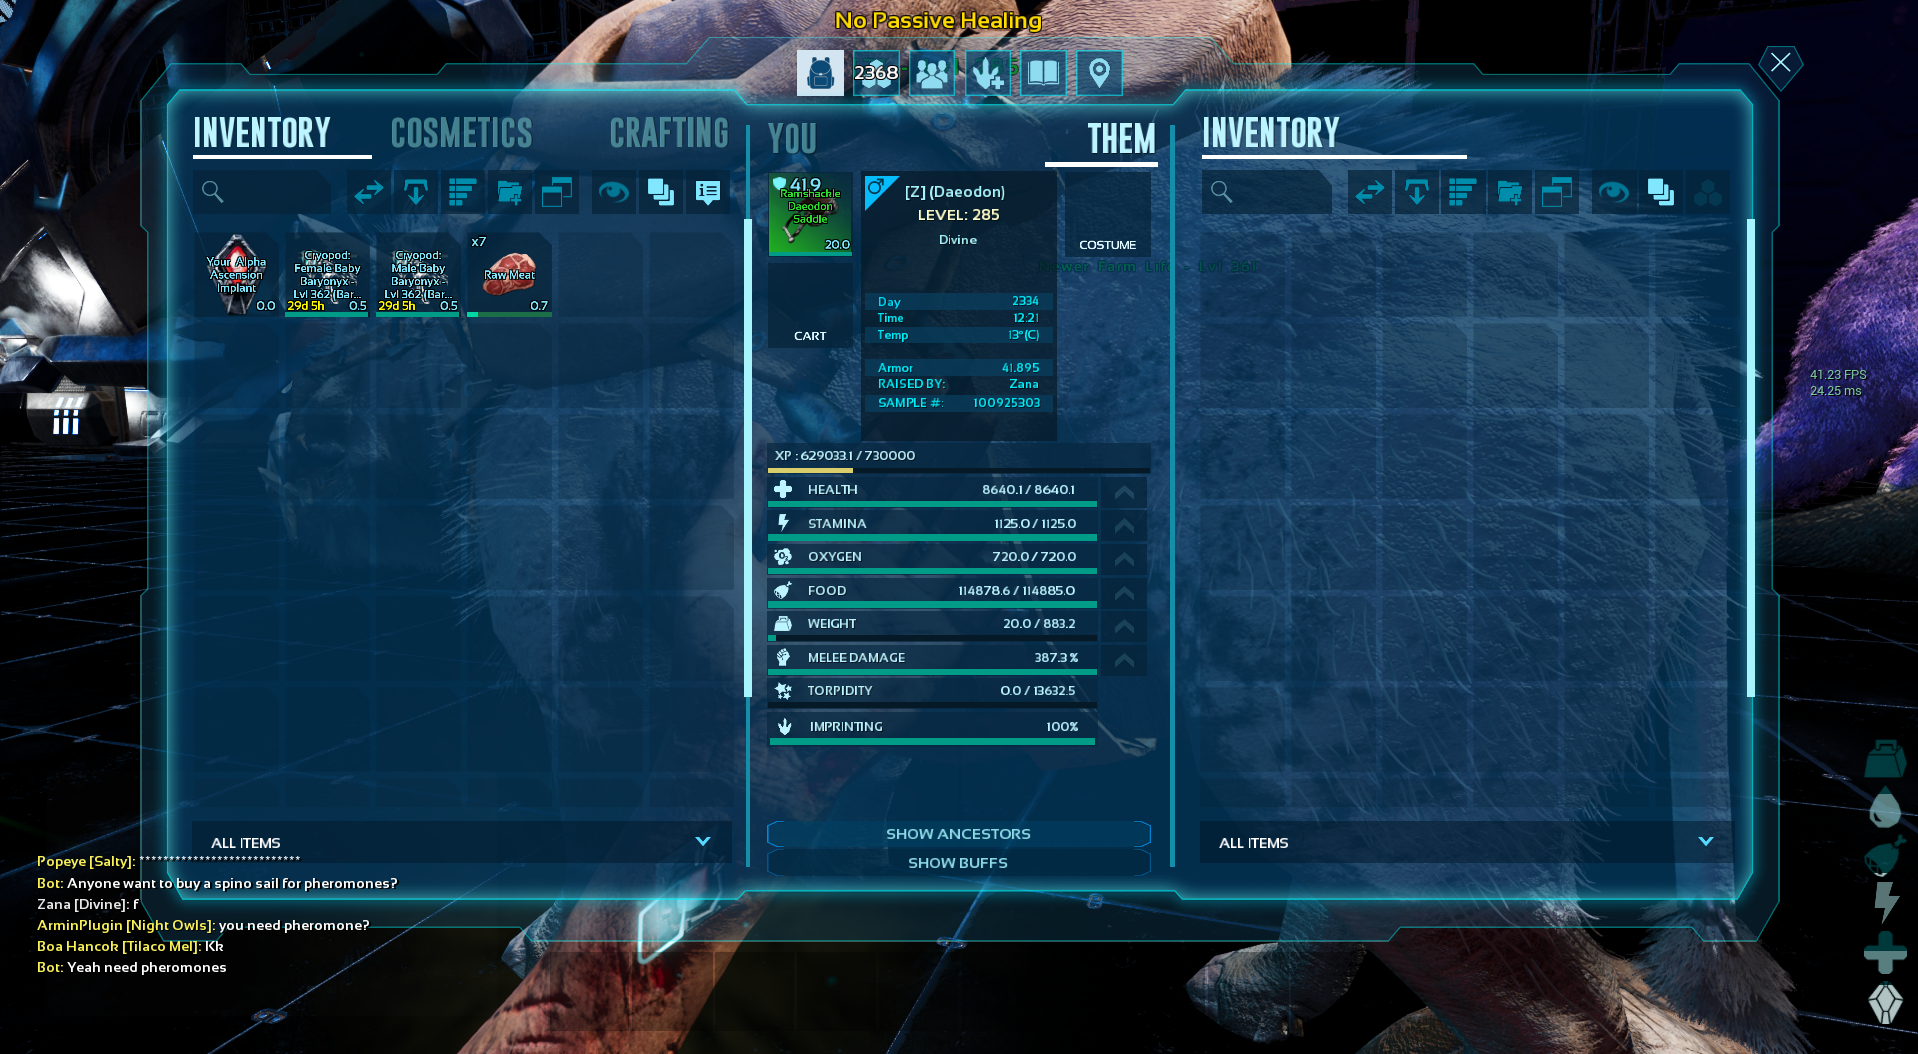 No Passive Healing
2368
INVENTORY
COSMETICS
CRAFTING
YOU
THEM
INVENTORY
Your Alpha
Ascension
Implant
0.0
Cryopod:
Female Baby
Baryonyx -
Lvl 362 (Bar...
29d 5h
0.5
Cryopod:
Male Baby
Baryonyx -
Lvl 362 (Bar...
29d 5h
0.5
x7
Raw Meat
0.7
41.9
Ramshackle
Daeodon
Saddle
20.0
CART
[Z] (Daeodon)
LEVEL: 285
Divine
COSTUME
Day 2334
Time 12:21
Temp 13°(C)
Armor 41.895
RAISED BY: Zana
SAMPLE #: 100925303
XP : 629033.1 / 730000
HEALTH 8640.1 / 8640.1
STAMINA 1125.0 / 1125.0
OXYGEN 720.0 / 720.0
FOOD 114878.6 / 114885.0
WEIGHT 20.0 / 883.2
MELEE DAMAGE 387.3 %
TORPIDITY 0.0 / 13632.5
IMPRINTING 100%
SHOW ANCESTORS
SHOW BUFFS
ALL ITEMS
ALL ITEMS
41.23 FPS
24.25 ms
Popeye [Salty]: ***************************
Bot: Anyone want to buy a spino sail for pheromones?
Zana [Divine]: f
ArminPlugin [Night Owls]: you need pheromone?
Boa Hancok [Tilaco Mel]: Kk
Bot: Yeah need pheromones